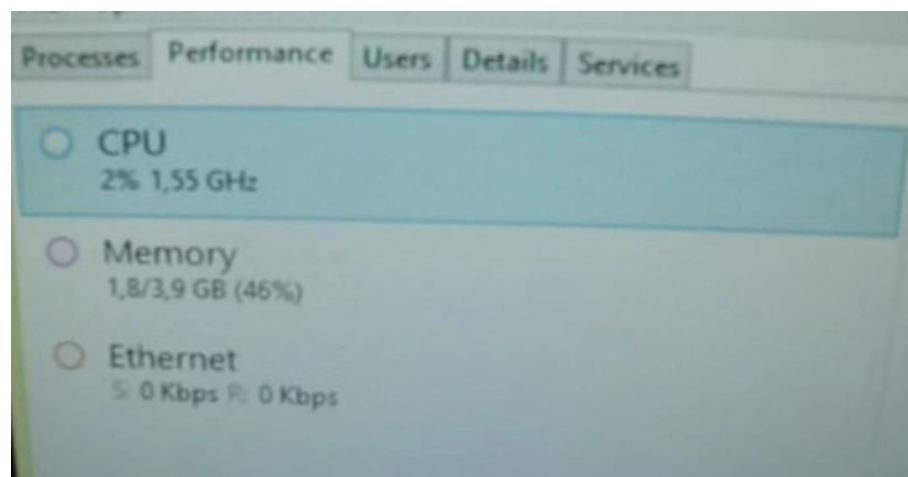 Processes Performance Users Details Services
CPU
2% 1,55 GHz
Memory
1,8/3,9 GB (46%)
Ethernet
S: 0 Kbps R: 0 Kbps